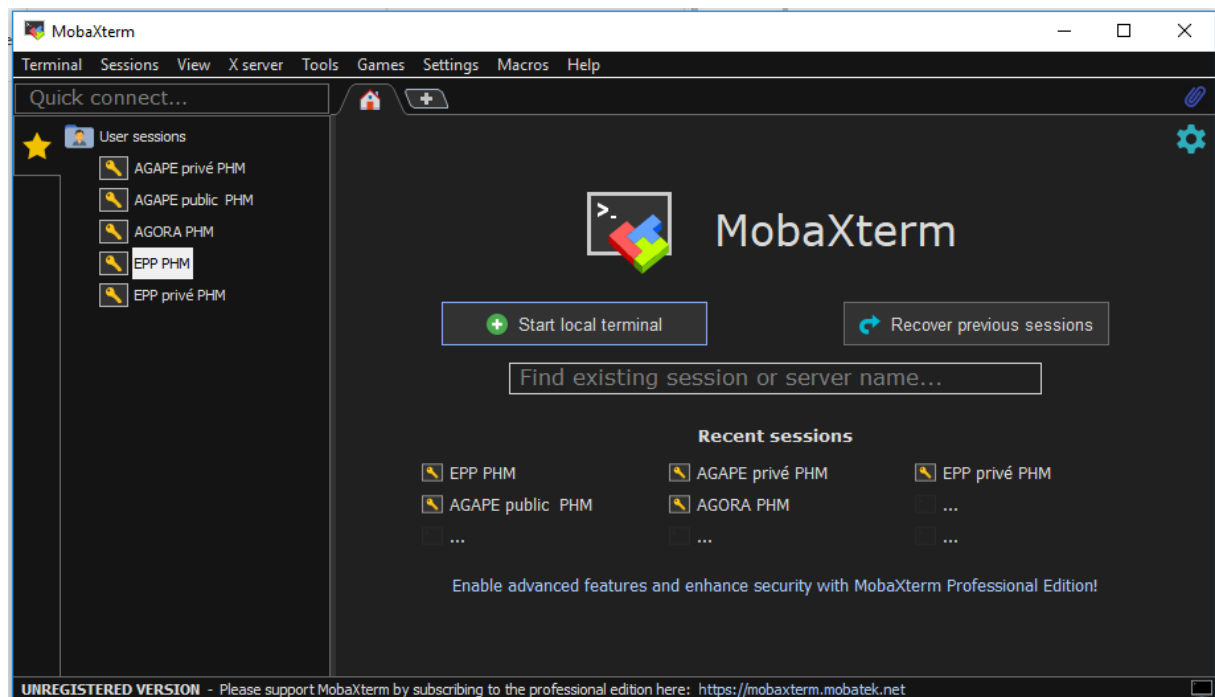 MobaXterm
Terminal Sessions View X server Tools Games Settings Macros Help
Quick connect...
User sessions
AGAPE privé PHM
AGAPE public PHM
AGORA PHM
EPP PHM
EPP privé PHM
>_
MobaXterm
Start local terminal
Recover previous sessions
Find existing session or server name...
Recent sessions
EPP PHM AGAPE privé PHM EPP privé PHM
AGAPE public PHM AGORA PHM ...
... ... ...
Enable advanced features and enhance security with MobaXterm Professional Edition!
UNREGISTERED VERSION - Please support MobaXterm by subscribing to the professional edition here: https://mobaxterm.mobatek.net